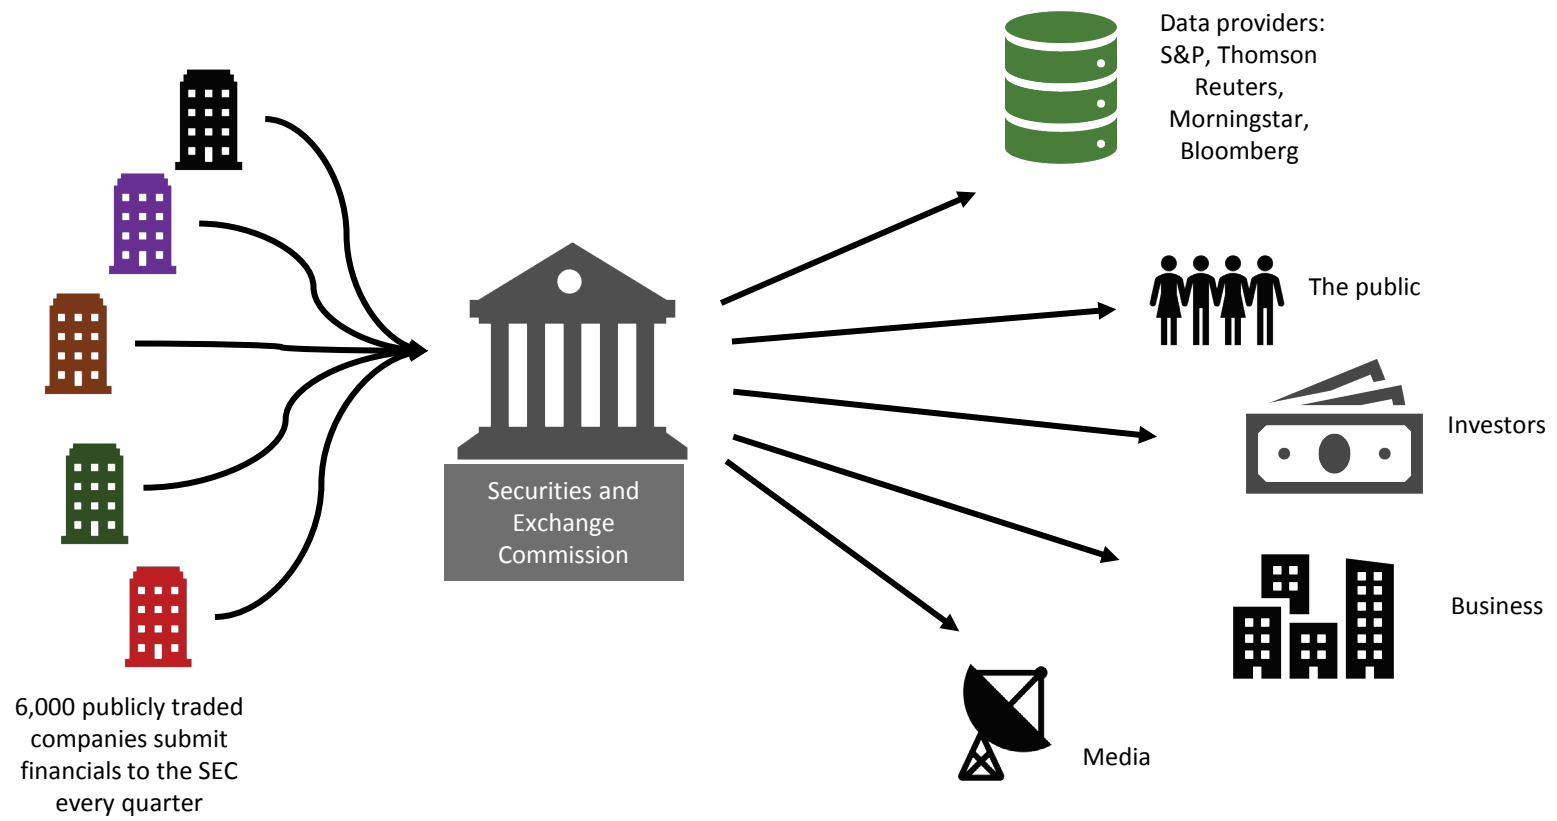 Data providers:
S&P, Thomson
Reuters,
Morningstar,
Bloomberg
The public
Investors
Securities and
Exchange
Commission
Business
6,000 publicly traded
companies submit
financials to the SEC
every quarter
Media